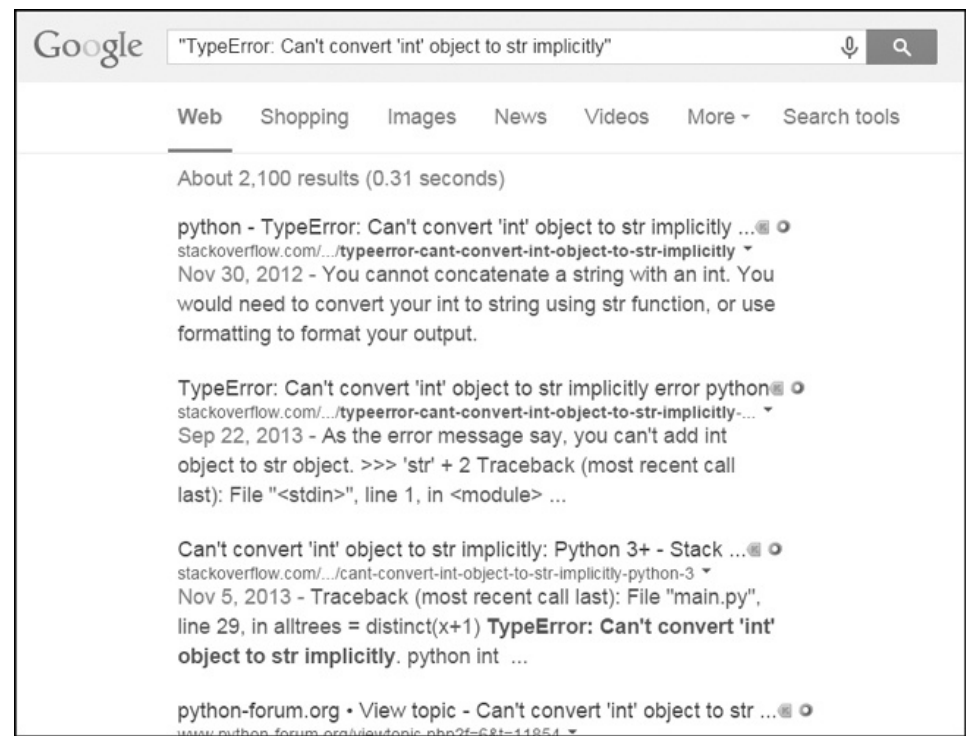 Google "TypeError: Can't convert 'int' object to str implicitly"
Web Shopping Images News Videos More Search tools
About 2,100 results (0.31 seconds)
python - TypeError: Can't convert 'int' object to str implicitly ...
stackoverflow.com/.../typeerror-cant-convert-int-object-to-str-implicitly
Nov 30, 2012 - You cannot concatenate a string with an int. You
would need to convert your int to string using str function, or use
formatting to format your output.
TypeError: Can't convert 'int' object to str implicitly error python
stackoverflow.com/.../typeerror-cant-convert-int-object-to-str-implicitly-...
Sep 22, 2013 - As the error message say, you can't add int
object to str object. >>> 'str' + 2 Traceback (most recent call
last): File "<stdin>", line 1, in <module> ...
Can't convert 'int' object to str implicitly: Python 3+ - Stack ...
stackoverflow.com/.../cant-convert-int-object-to-str-implicitly-python-3
Nov 5, 2013 - Traceback (most recent call last): File "main.py",
line 29, in alltrees = distinct(x+1) TypeError: Can't convert 'int'
object to str implicitly. python int ...
python-forum.org • View topic - Can't convert 'int' object to str ...
www.python-forum.org/viewtopic.php?f=6&t=11854